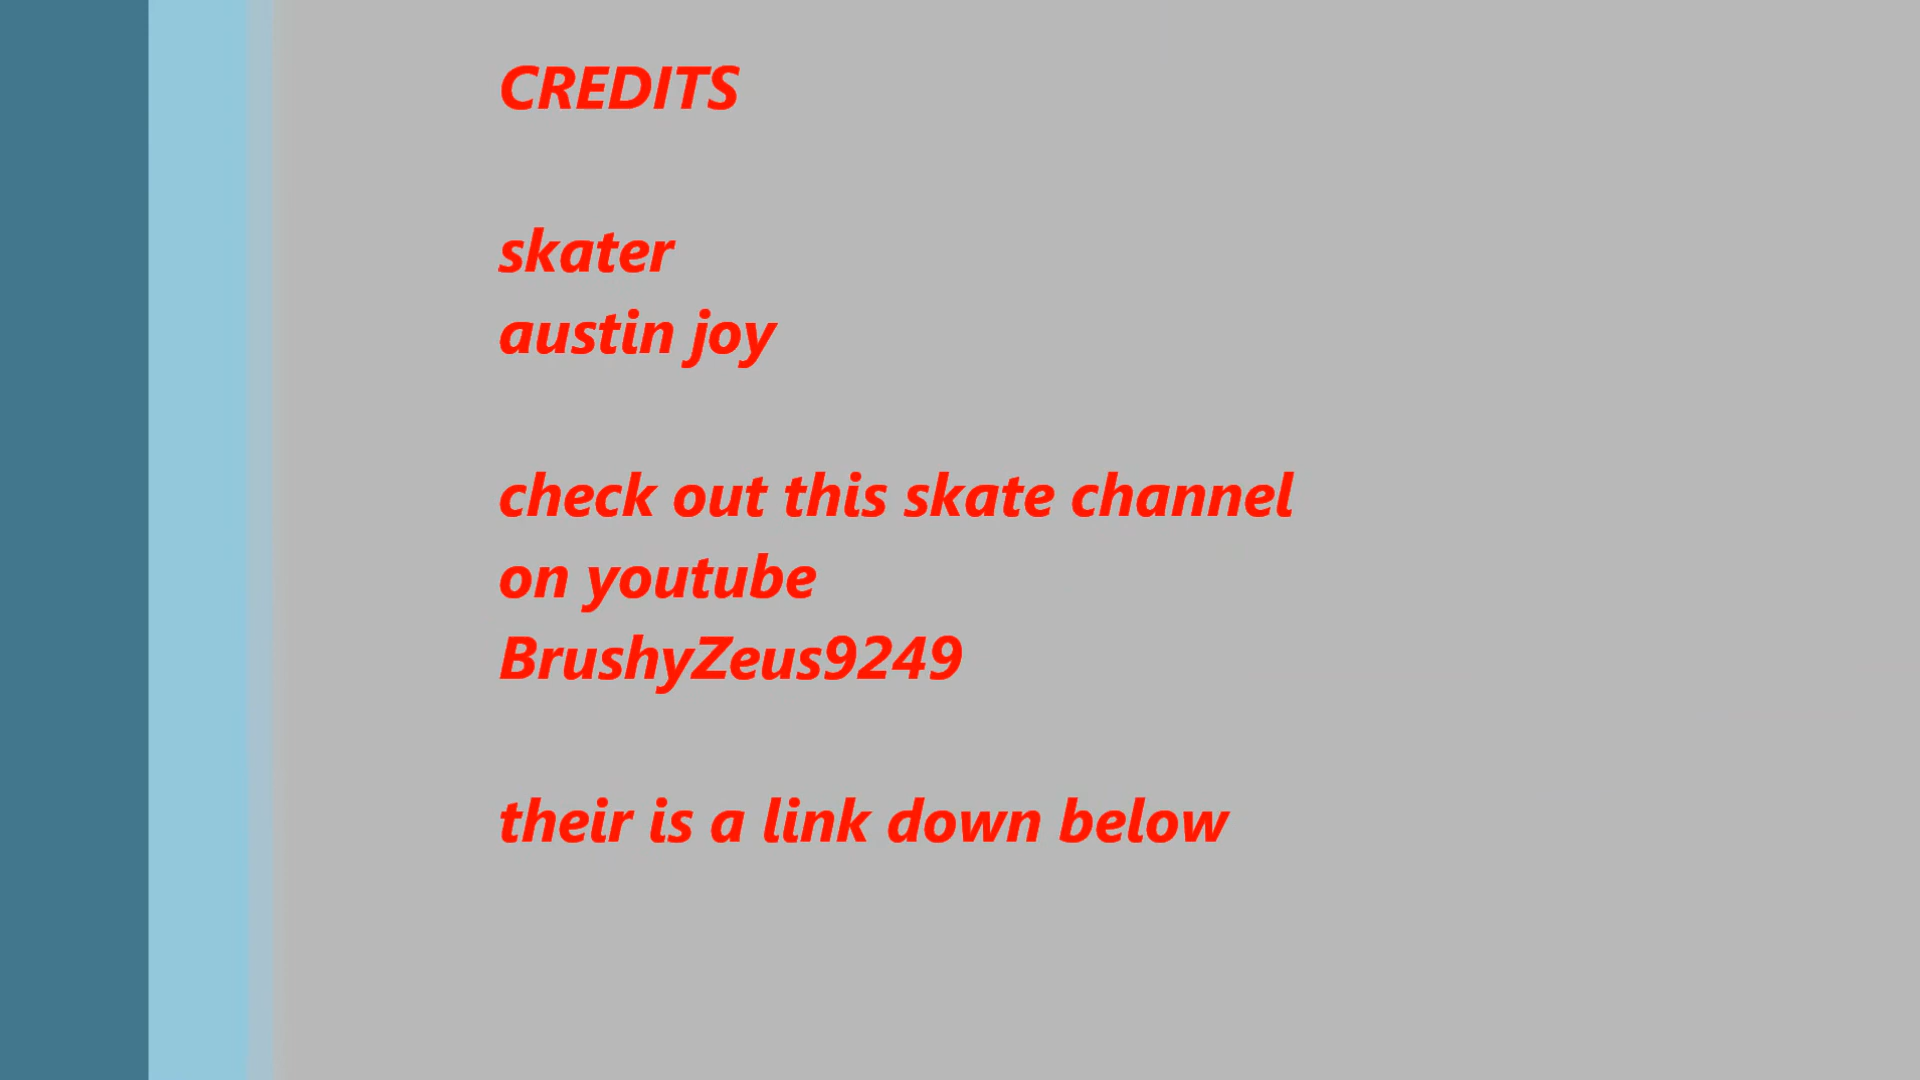 CREDITS
skater
austin joy
check out this skate channel
on youtube
BrushyZeus9249
their is a link down below